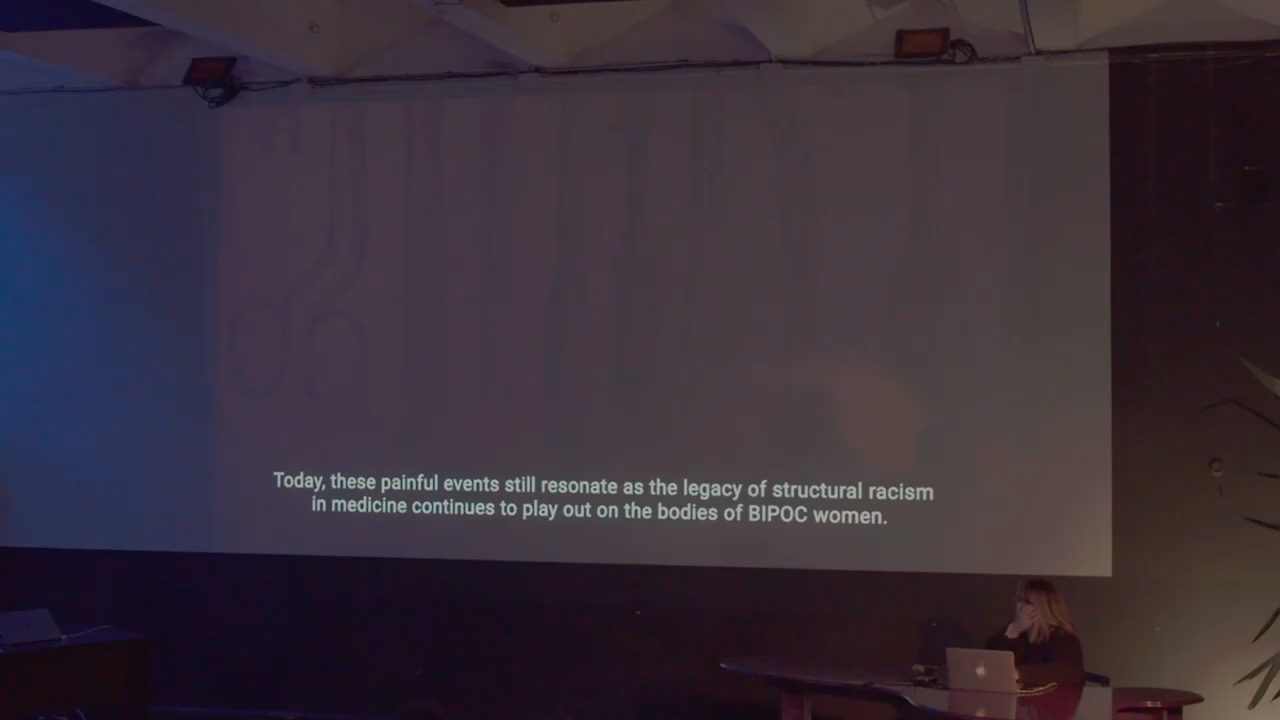 Today, these painful events still resonate as the legacy of structural racism
in medicine continues to play out on the bodies of BIPOC women.